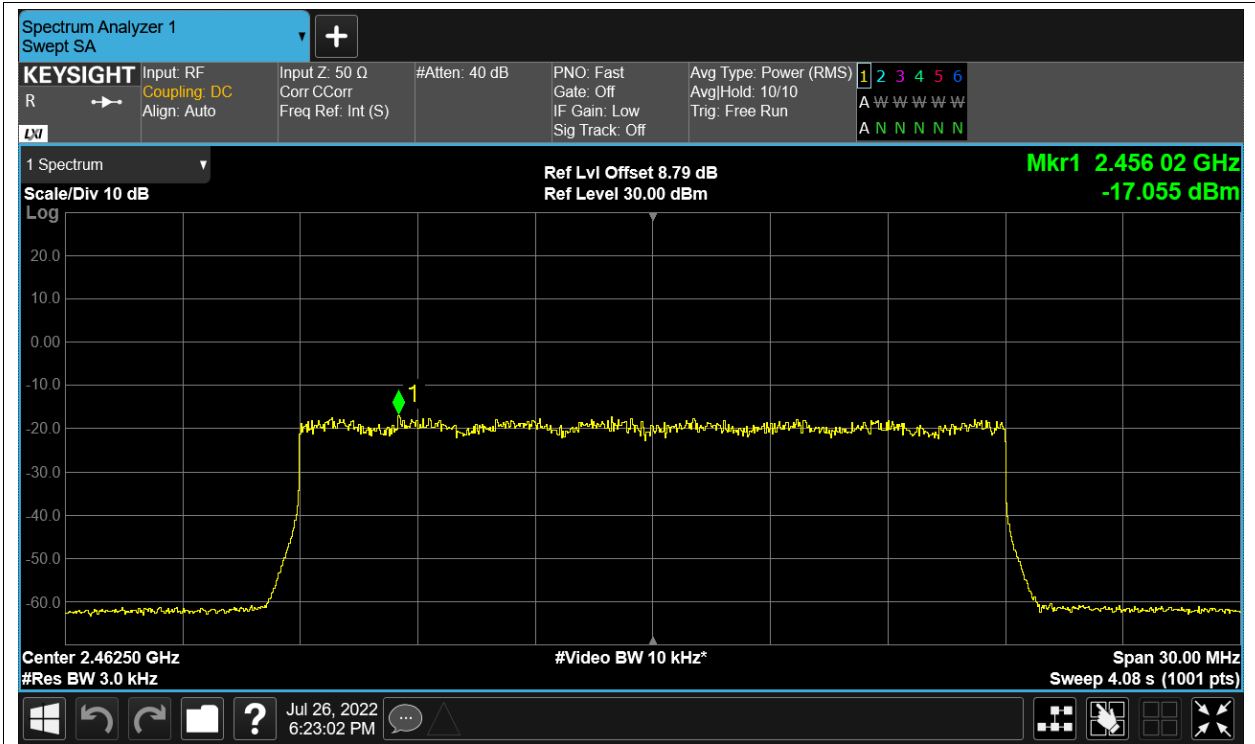 Spectrum Analyzer 1
Swept SA
+
KEYSIGHT
R
LXI
Input: RF
Coupling: DC
Align: Auto
Input Z: 50 Ω
Corr CCorr
Freq Ref: Int (S)
#Atten: 40 dB
PNO: Fast
Gate: Off
IF Gain: Low
Sig Track: Off
Avg Type: Power (RMS)
Avg|Hold: 10/10
Trig: Free Run
1 2 3 4 5 6
A W W W W W
A N N N N N
1 Spectrum
Scale/Div 10 dB
Log
Ref Lvl Offset 8.79 dB
Ref Level 30.00 dBm
Mkr1 2.456 02 GHz
-17.055 dBm
20.0
10.0
0.00
-10.0
1
-20.0
-30.0
-40.0
-50.0
-60.0
Center 2.46250 GHz
#Res BW 3.0 kHz
#Video BW 10 kHz*
Span 30.00 MHz
Sweep 4.08 s (1001 pts)
?
Jul 26, 2022
6:23:02 PM